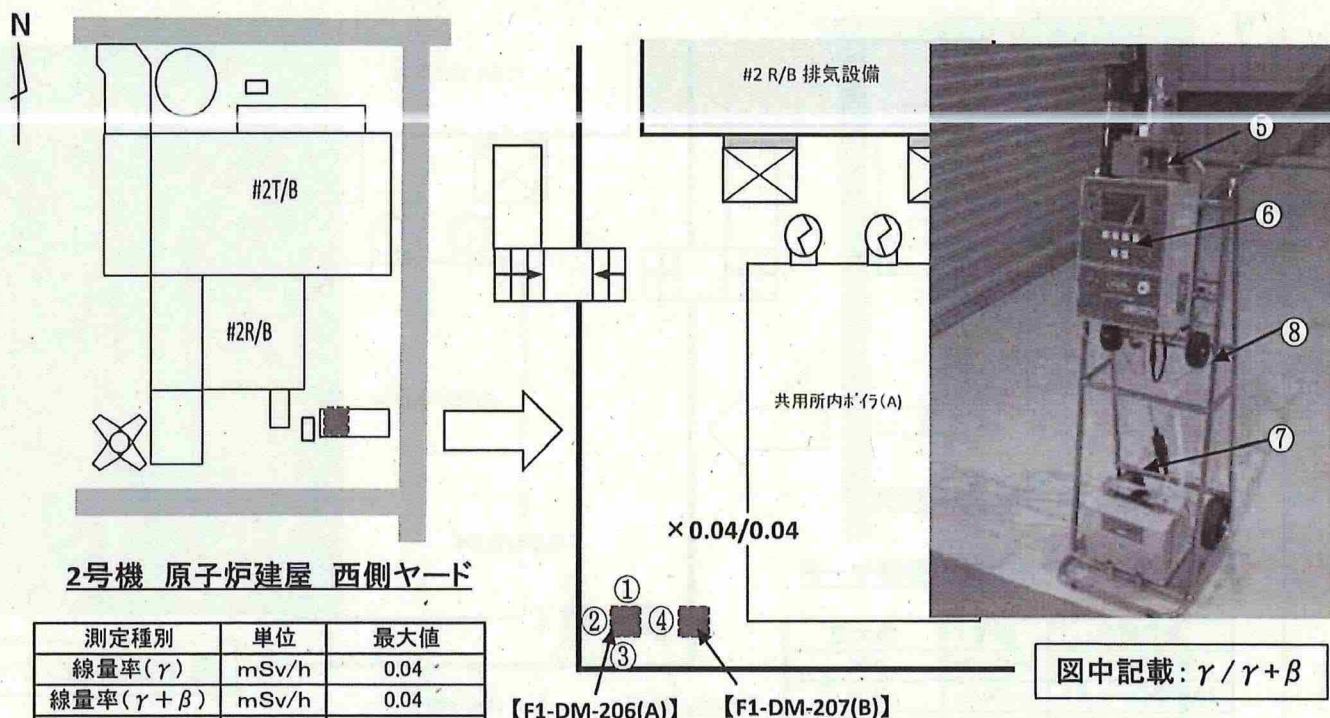 N
#2T/B
#2R/B
2号機 原子炉建屋 西側ヤード
測定種別 単位 最大値
線量率(γ) mSv/h 0.04
線量率(γ+β) mSv/h 0.04
#2 R/B 排気設備
共用所内ボイラ(A)
×0.04/0.04
①
② ④
③
【F1-DM-206(A)】 【F1-DM-207(B)】
⑤
⑥
⑧
⑦
図中記載:γ/γ+β